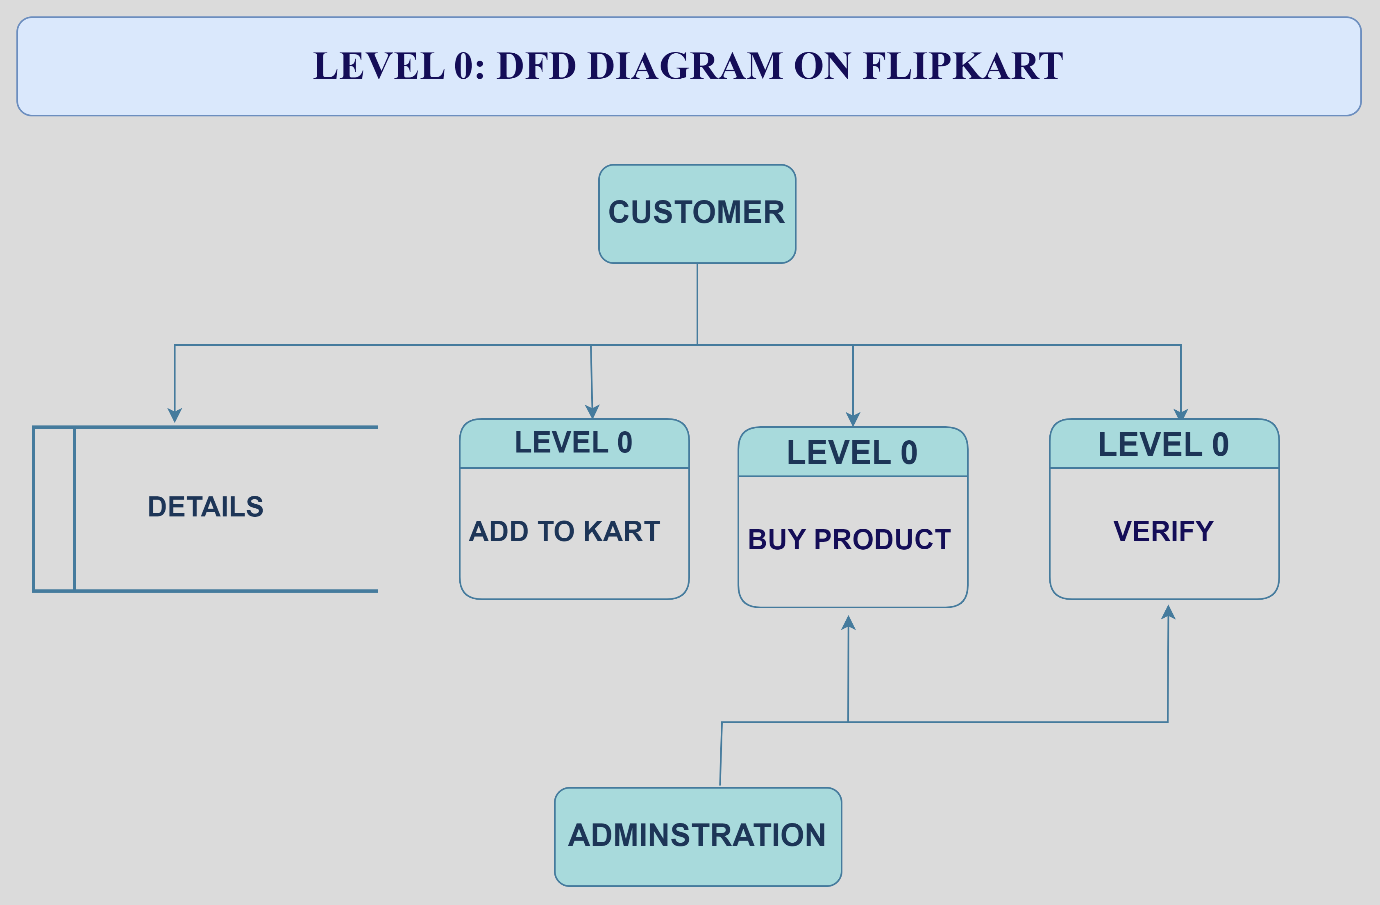 LEVEL 0: DFD DIAGRAM ON FLIPKART
CUSTOMER
DETAILS
LEVEL 0
ADD TO KART
LEVEL 0
BUY PRODUCT
LEVEL 0
VERIFY
ADMINSTRATION